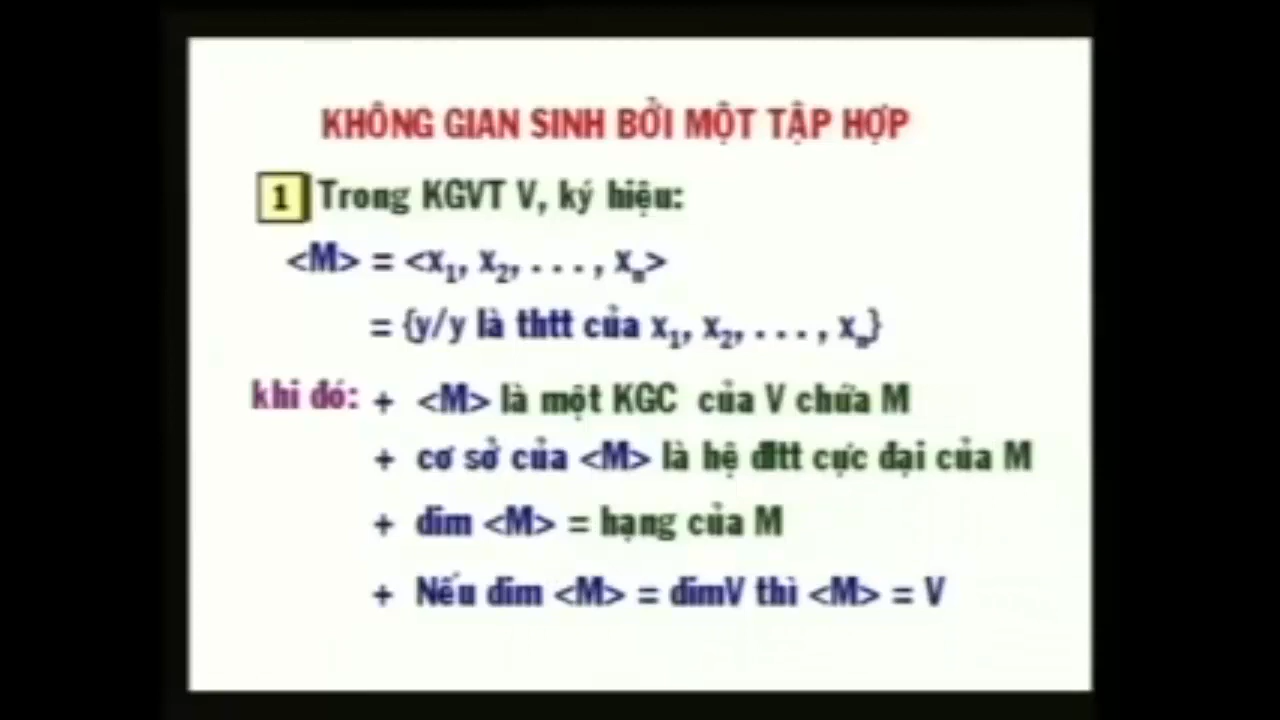 KHÔNG GIAN SINH BỞI MỘT TẬP HỢP
1 Trong KGVT V, ký hiệu:
<M> = <x₁, x₂, . . . , xₙ>
= {y/y là thtt của x₁, x₂, . . . , xₙ}
khi đó: + <M> là một KGC của V chứa M
+ cơ sở của <M> là hệ đltt cực đại của M
+ dim <M> = hạng của M
+ Nếu dim <M> = dimV thì <M> = V